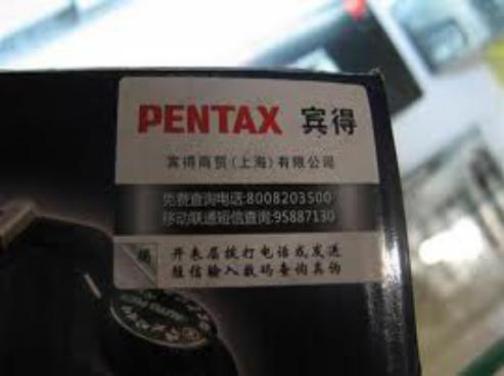 PENTAX 宾得
宾得商贸(上海)有限公司
免费查询电话:8008203500
移动联通短信查询:95887130
揭 开表层拨打电话或发送
短信输入数码查询真伪